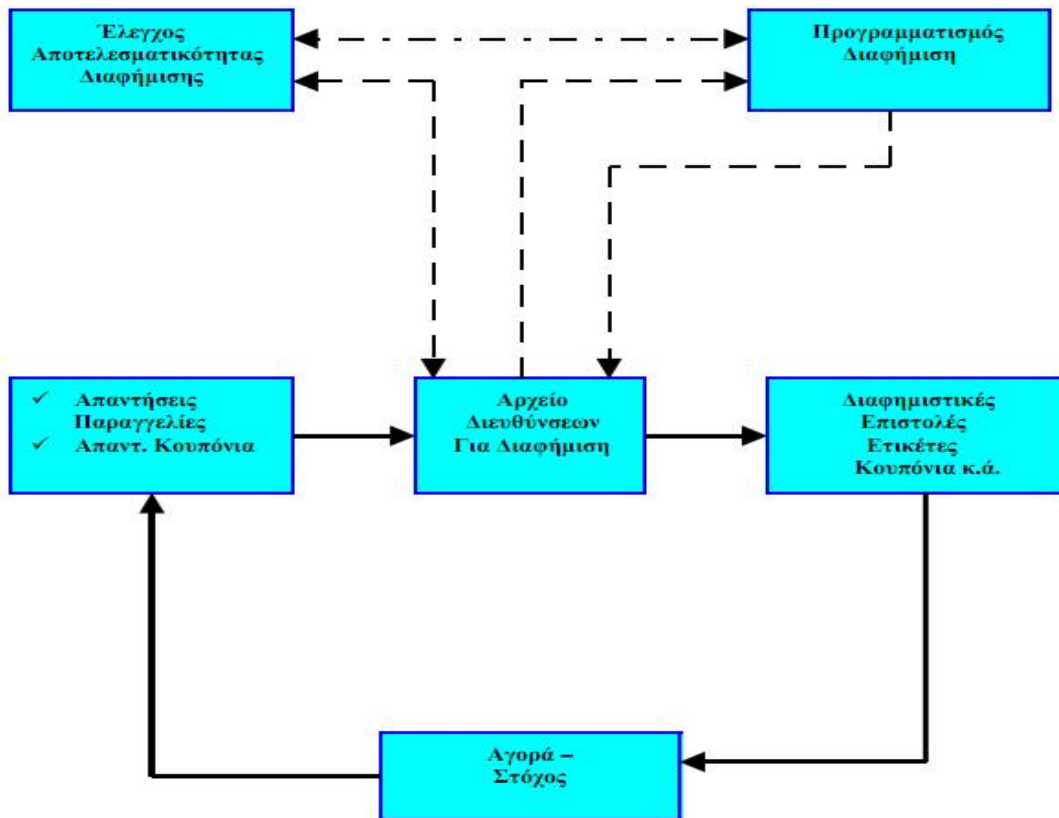 Έλεγχος
Αποτελεσματικότητας
Διαφήμισης
Προγραμματισμός
Διαφήμιση
✓ Απαντήσεις
Παραγγελίες
✓ Απαντ. Κουπόνια
Αρχείο
Διευθύνσεων
Για Διαφήμιση
Διαφημιστικές
Επιστολές
Ετικέτες
Κουπόνια κ.ά.
Αγορά –
Στόχος